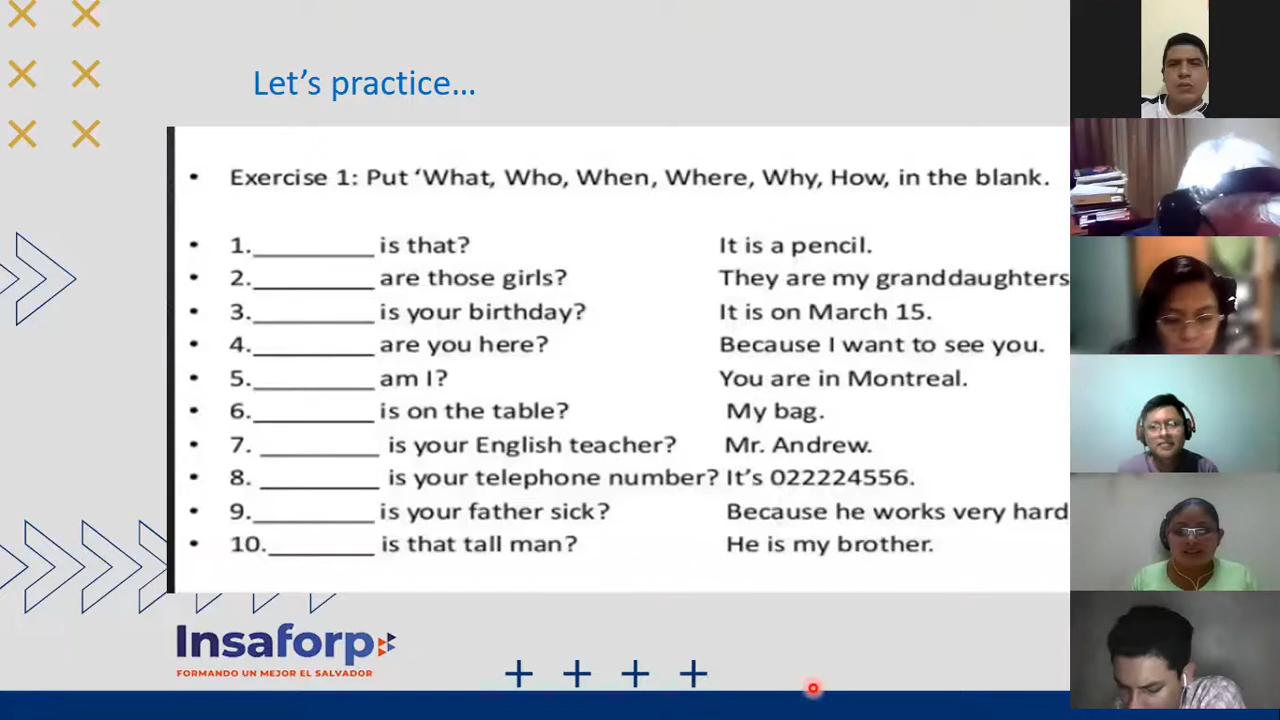 Let's practice...
• Exercise 1: Put ‘What, Who, When, Where, Why, How, in the blank.
• 1.__________ is that? It is a pencil.
• 2.__________ are those girls? They are my granddaughters
• 3.__________ is your birthday? It is on March 15.
• 4.__________ are you here? Because I want to see you.
• 5.__________ am I? You are in Montreal.
• 6.__________ is on the table? My bag.
• 7. __________ is your English teacher? Mr. Andrew.
• 8. __________ is your telephone number? It's 022224556.
• 9.__________ is your father sick? Because he works very hard
• 10.__________ is that tall man? He is my brother.
Insaforp
FORMANDO UN MEJOR EL SALVADOR